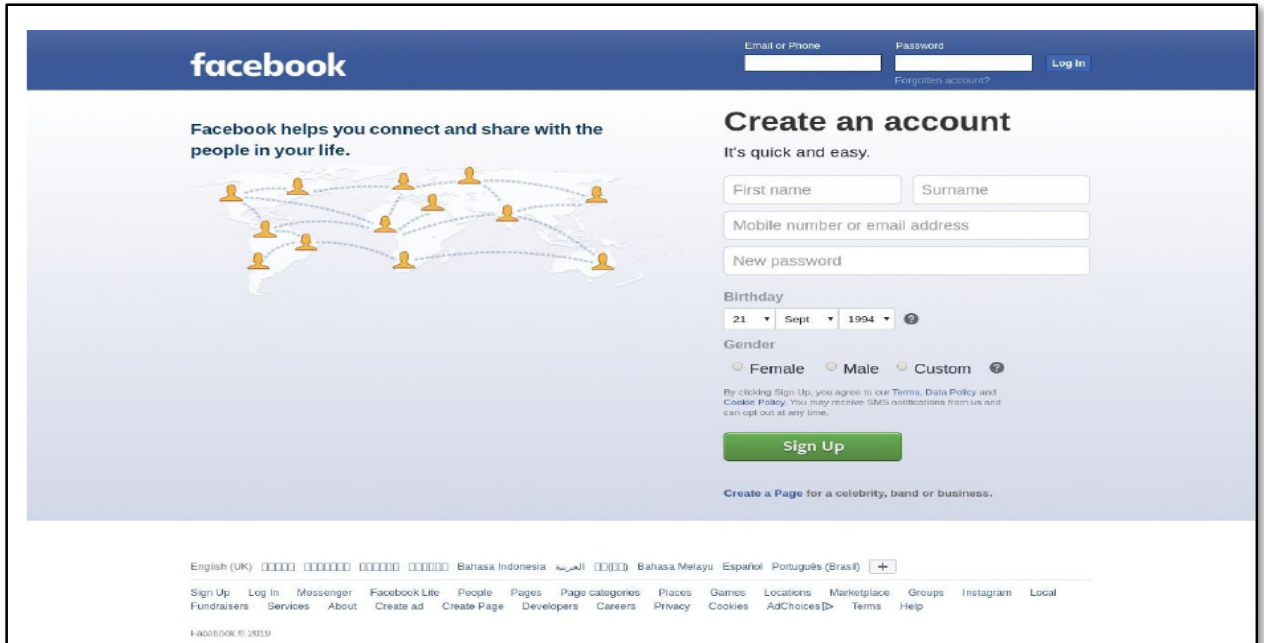 facebook
Email or Phone
Password
Log In
Forgotten account?
Facebook helps you connect and share with the
people in your life.
Create an account
It's quick and easy.
First name
Surname
Mobile number or email address
New password
Birthday
21 Sept 1994
Gender
Female Male Custom
By clicking Sign Up, you agree to our Terms, Data Policy and
Cookie Policy. You may receive SMS notifications from us and
can opt out at any time.
Sign Up
Create a Page for a celebrity, band or business.
English (UK) Bahasa Indonesia العربية Bahasa Melayu Español Português (Brasil)
Sign Up Log In Messenger Facebook Lite People Pages Page categories Places Games Locations Marketplace Groups Instagram Local
Fundraisers Services About Create ad Create Page Developers Careers Privacy Cookies AdChoices Terms Help
Facebook © 2019